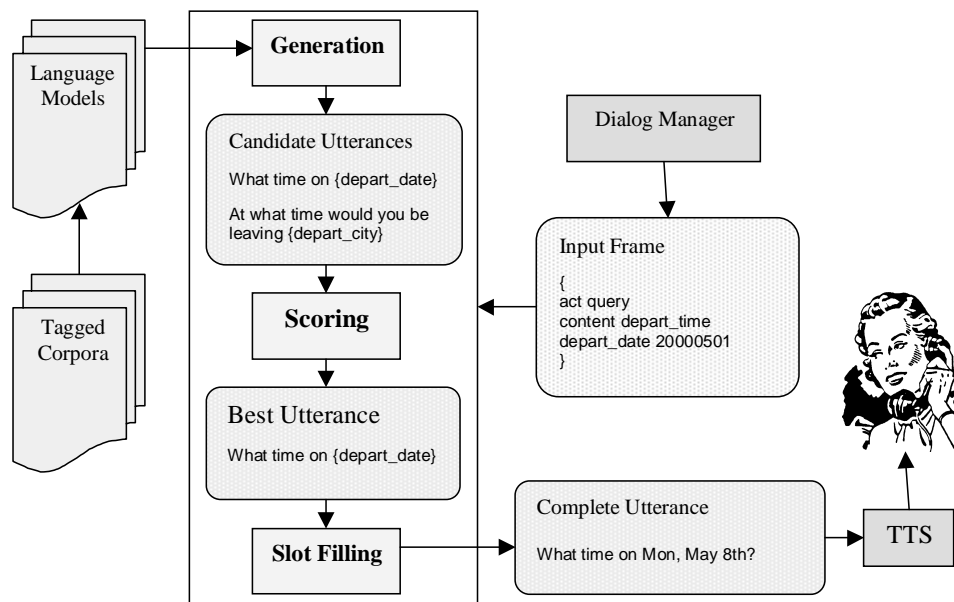 Language
Models
Tagged
Corpora
Generation
Candidate Utterances
What time on {depart_date}
At what time would you be
leaving {depart_city}
Scoring
Best Utterance
What time on {depart_date}
Slot Filling
Dialog Manager
Input Frame
{
act query
content depart_time
depart_date 20000501
}
Complete Utterance
What time on Mon, May 8th?
TTS